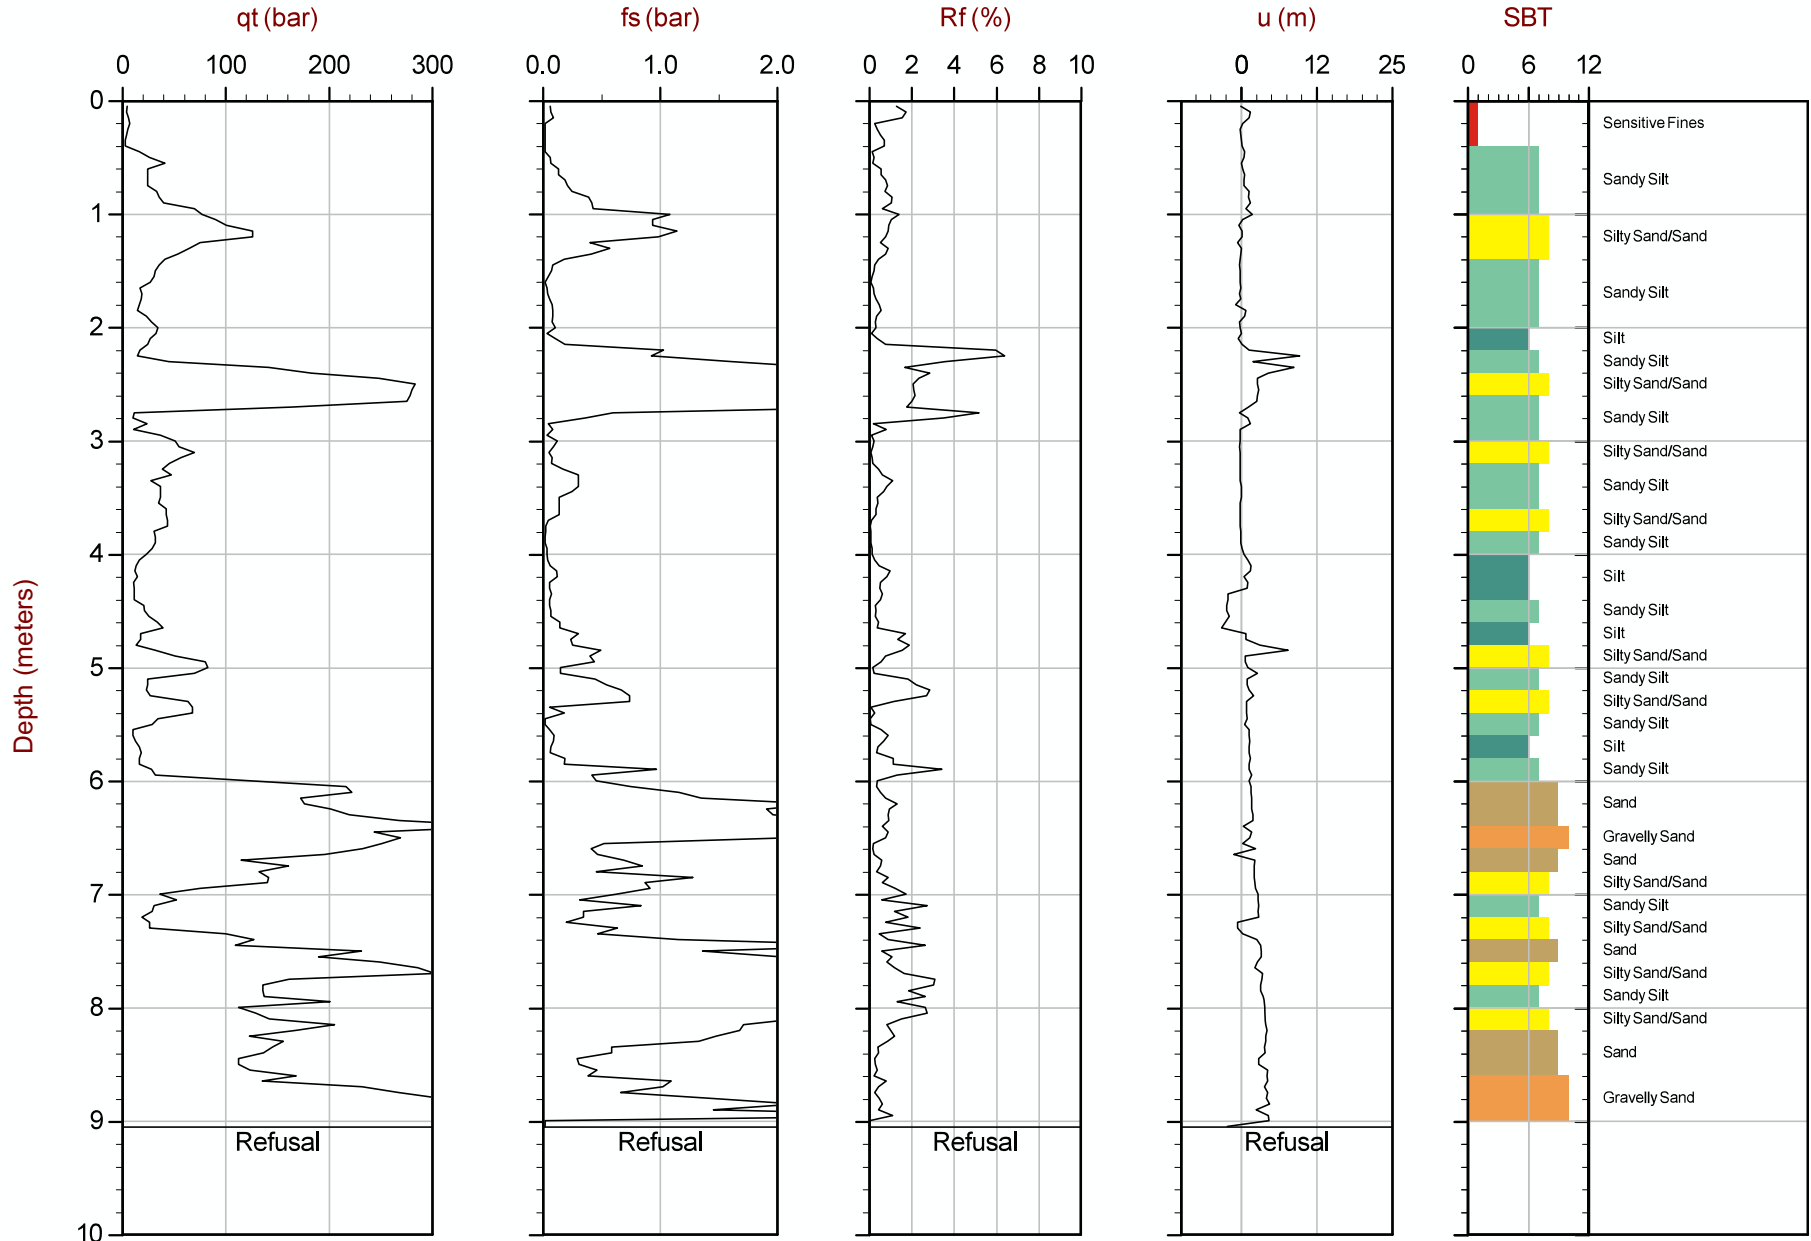 qt (bar) fs (bar) Rf (%) u (m) SBT
0 100 200 300 0.0 1.0 2.0 0 2 4 6 8 10 0 12 25 0 6 12
0
Sensitive Fines
Sandy Silt
1
Silty Sand/Sand
Sandy Silt
2
Silt
Sandy Silt
Silty Sand/Sand
Sandy Silt
3
Silty Sand/Sand
Sandy Silt
Silty Sand/Sand
Sandy Silt
4
Silt
Sandy Silt
Silt
Silty Sand/Sand
5
Sandy Silt
Silty Sand/Sand
Sandy Silt
Silt
Sandy Silt
6
Sand
Gravelly Sand
Sand
Silty Sand/Sand
7
Sandy Silt
Silty Sand/Sand
Sand
Silty Sand/Sand
Sandy Silt
8
Silty Sand/Sand
Sand
Gravelly Sand
9
Refusal Refusal Refusal Refusal
10
Depth (meters)